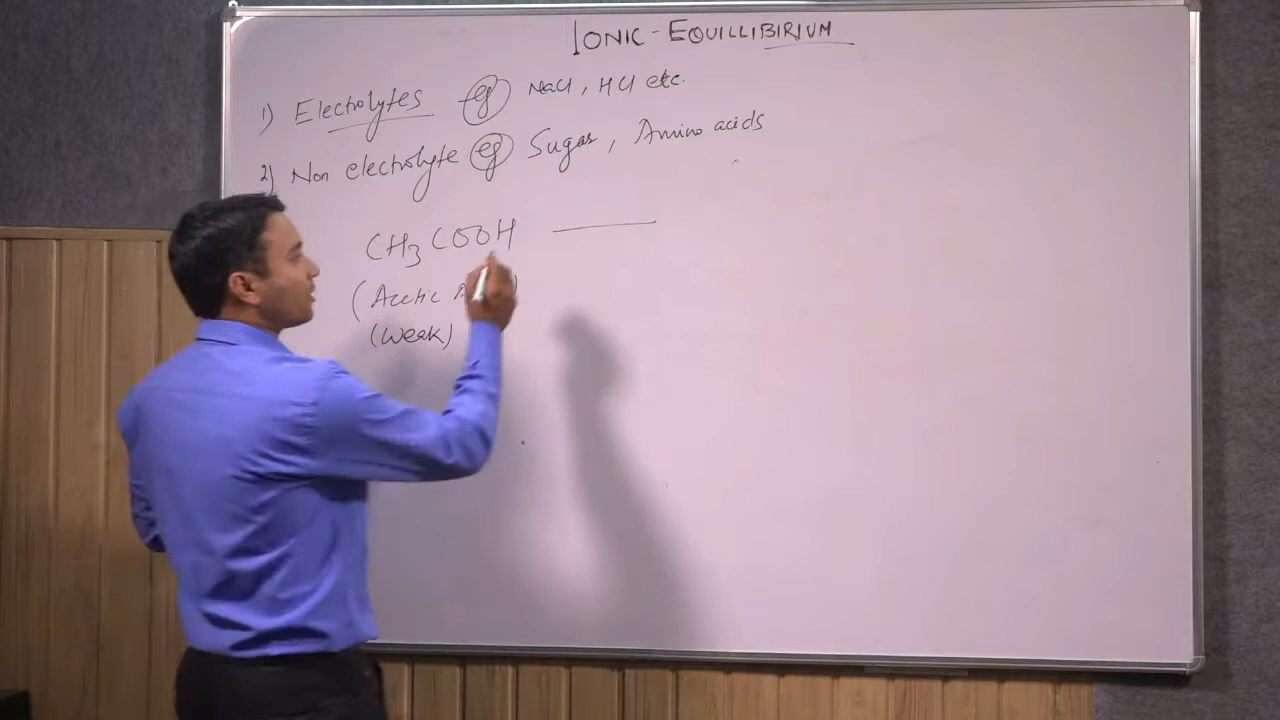 IONIC - EQUILLIBIRIUM
1) Electrolytes eg NaCl, HCl etc.
2) Non electrolyte eg Sugar, Amino acids
CH3COOH
(Acetic
(Weak)